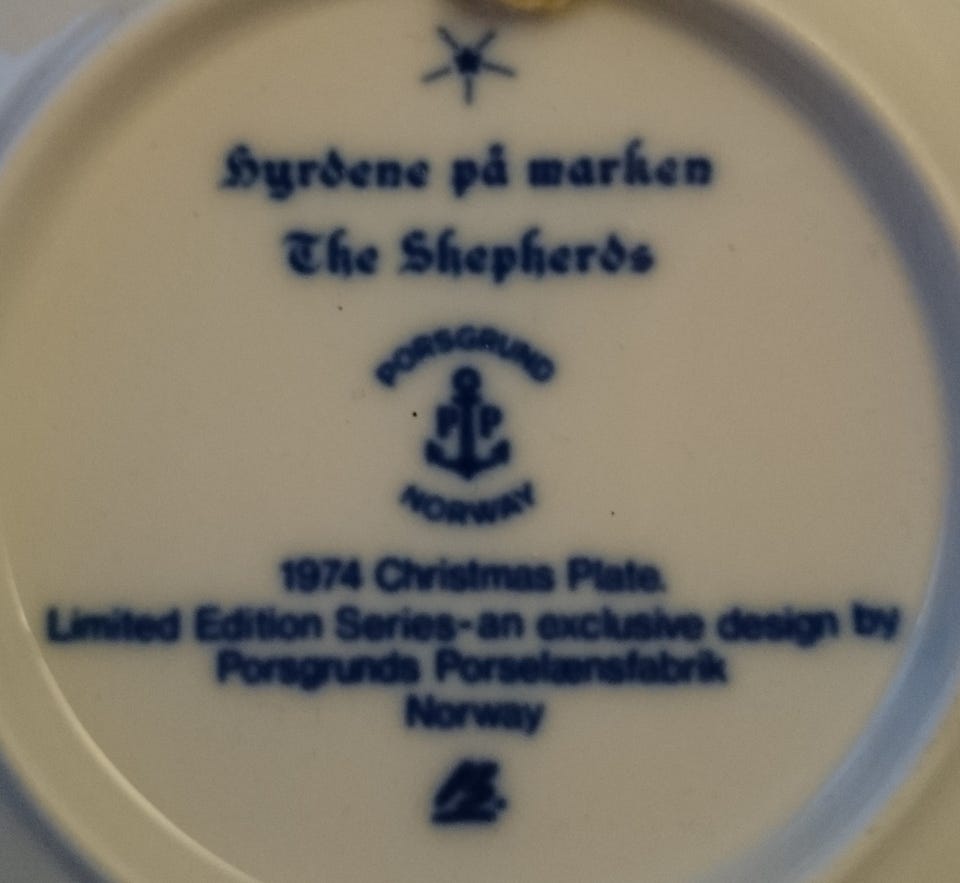 Hyrdene på marken
The Shepherds
PORSGRUND
P P
NORWAY
1974 Christmas Plate.
Limited Edition Series-an exclusive design by
Porsgrunds Porselænsfabrik
Norway